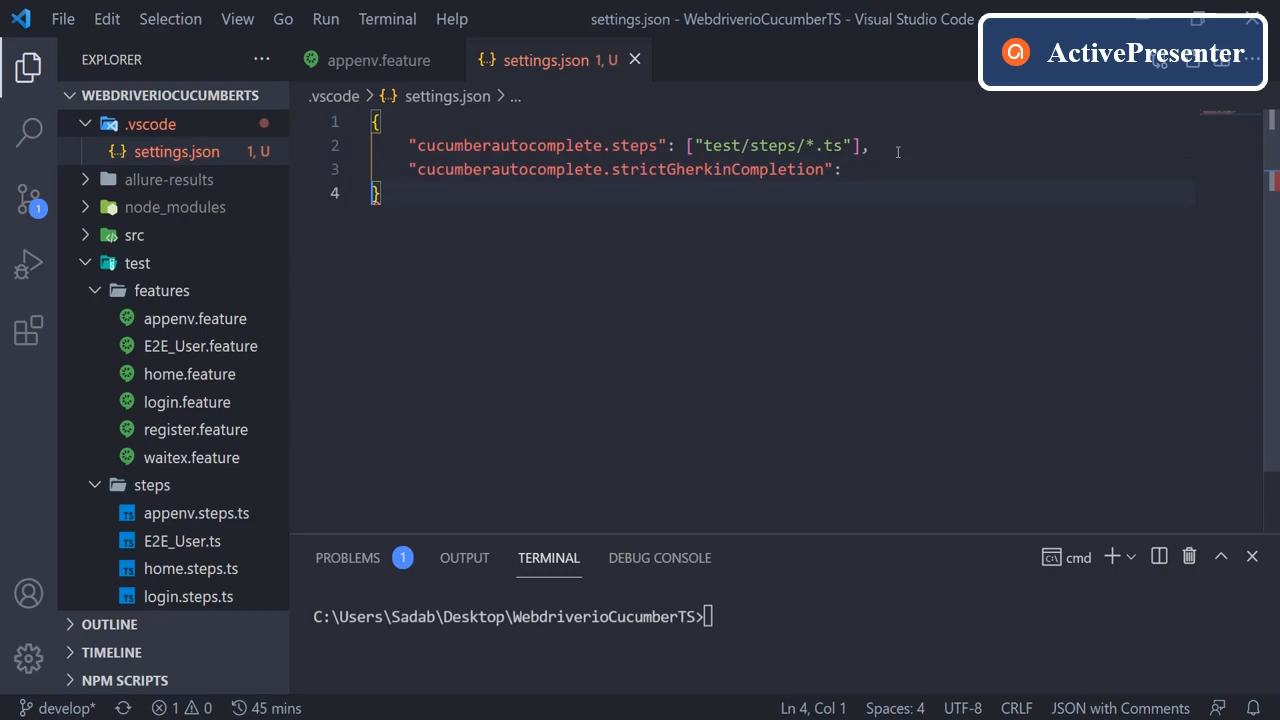 File Edit Selection View Go Run Terminal Help settings.json - WebdriverioCucumberTS - Visual Studio Code
ActivePresenter
EXPLORER
appenv.feature
settings.json 1, U
WEBDRIVERIOCUCUMBERTS
.vscode
settings.json 1, U
allure-results
node_modules
src
test
features
appenv.feature
E2E_User.feature
home.feature
login.feature
register.feature
waitex.feature
steps
appenv.steps.ts
E2E_User.ts
home.steps.ts
login.steps.ts
OUTLINE
TIMELINE
NPM SCRIPTS
.vscode > {} settings.json > ...
1 {
2 "cucumberautocomplete.steps": ["test/steps/*.ts"],
3 "cucumberautocomplete.strictGherkinCompletion":
4 }
1
PROBLEMS 1 OUTPUT TERMINAL DEBUG CONSOLE
cmd
C:\Users\Sadab\Desktop\WebdriverioCucumberTS>
develop* 1 0 45 mins Ln 4, Col 1 Spaces: 4 UTF-8 CRLF JSON with Comments